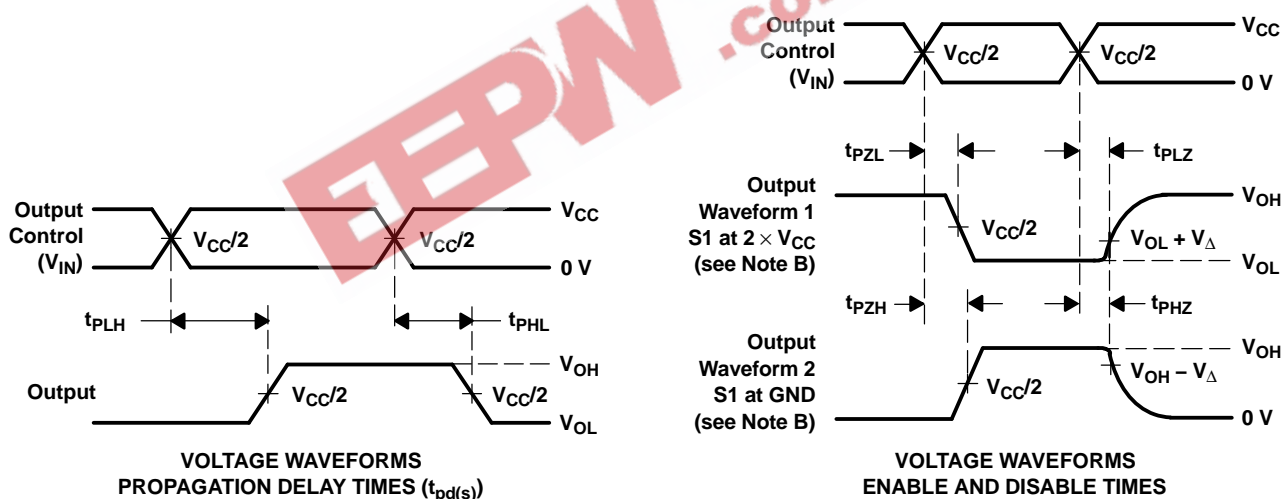 EEPW .com
Output
Control
(V_IN)
V_CC/2
V_CC/2
V_CC
0 V
t_PLH
t_PHL
Output
V_CC/2
V_CC/2
V_OH
V_OL
VOLTAGE WAVEFORMS
PROPAGATION DELAY TIMES (t_pd(s))
Output
Control
(V_IN)
V_CC/2
V_CC/2
V_CC
0 V
t_PZL
t_PLZ
Output
Waveform 1
S1 at 2 × V_CC
(see Note B)
V_CC/2
V_OH
V_OL + V_Δ
V_OL
t_PZH
t_PHZ
Output
Waveform 2
S1 at GND
(see Note B)
V_CC/2
V_OH
V_OH − V_Δ
0 V
VOLTAGE WAVEFORMS
ENABLE AND DISABLE TIMES